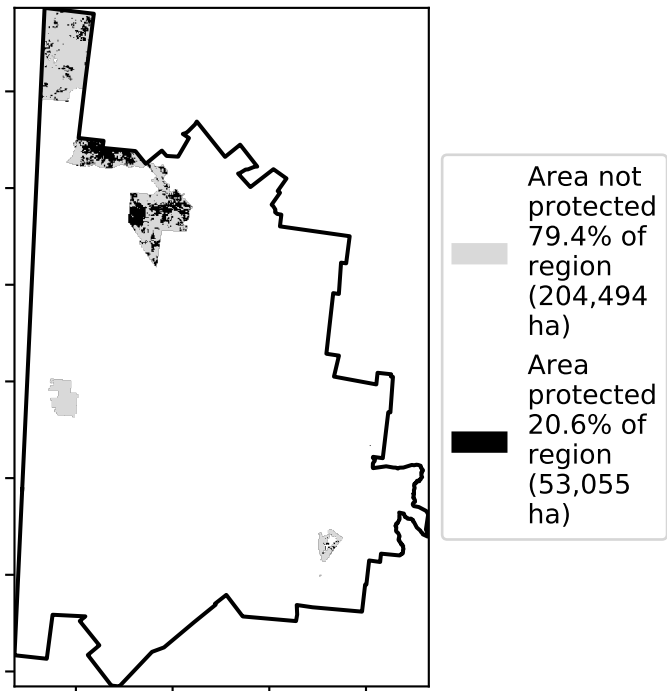 Area not
protected
79.4% of
region
(204,494
ha)
Area
protected
20.6% of
region
(53,055
ha)